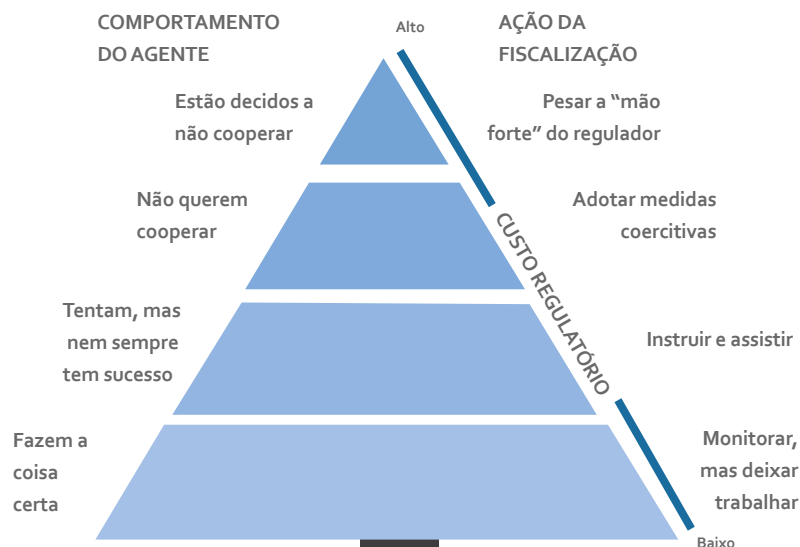 COMPORTAMENTO
DO AGENTE
Alto
AÇÃO DA
FISCALIZAÇÃO
Estão decidos a
não cooperar
Pesar a “mão
forte” do regulador
Não querem
cooperar
Adotar medidas
coercitivas
CUSTO REGULATÓRIO
Tentam, mas
nem sempre
tem sucesso
Instruir e assistir
Fazem a
coisa
certa
Monitorar,
mas deixar
trabalhar
Baixo